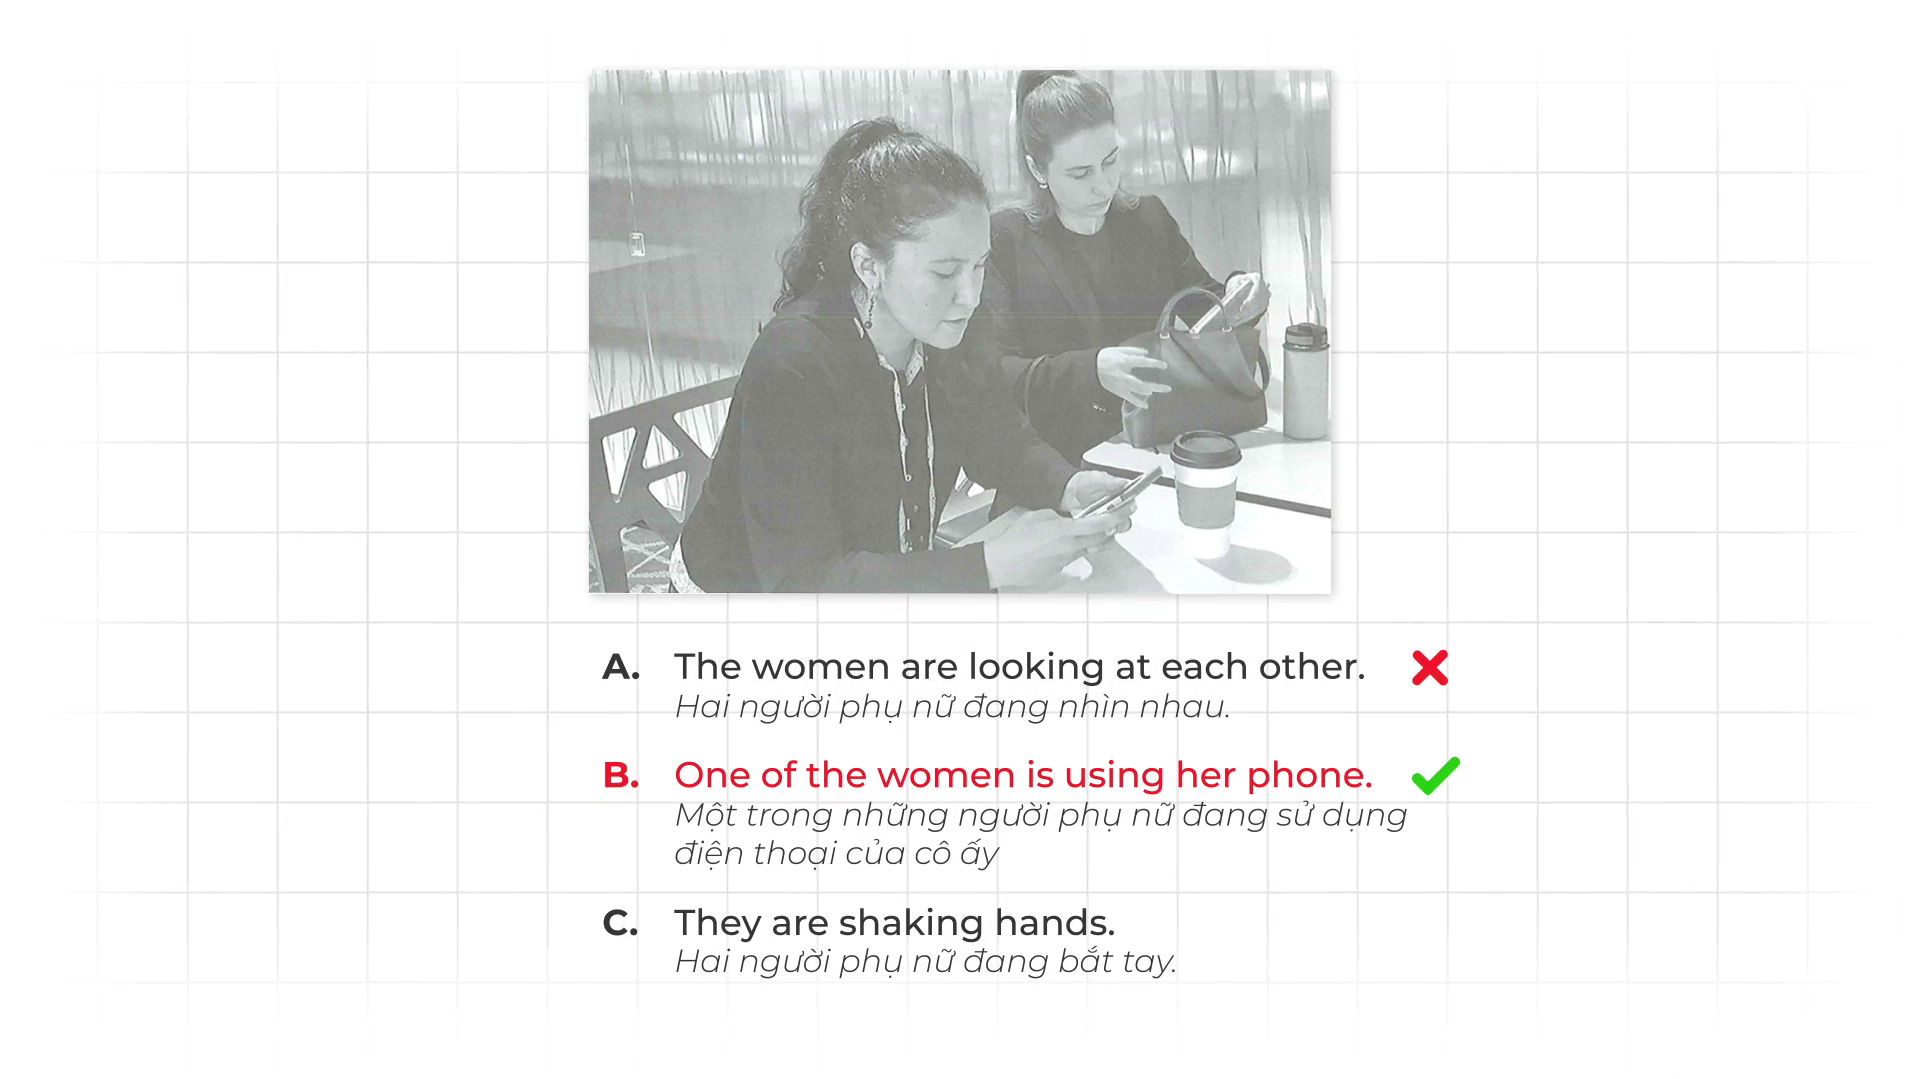 A. The women are looking at each other.
Hai người phụ nữ đang nhìn nhau.
B. One of the women is using her phone.
Một trong những người phụ nữ đang sử dụng
điện thoại của cô ấy
C. They are shaking hands.
Hai người phụ nữ đang bắt tay.